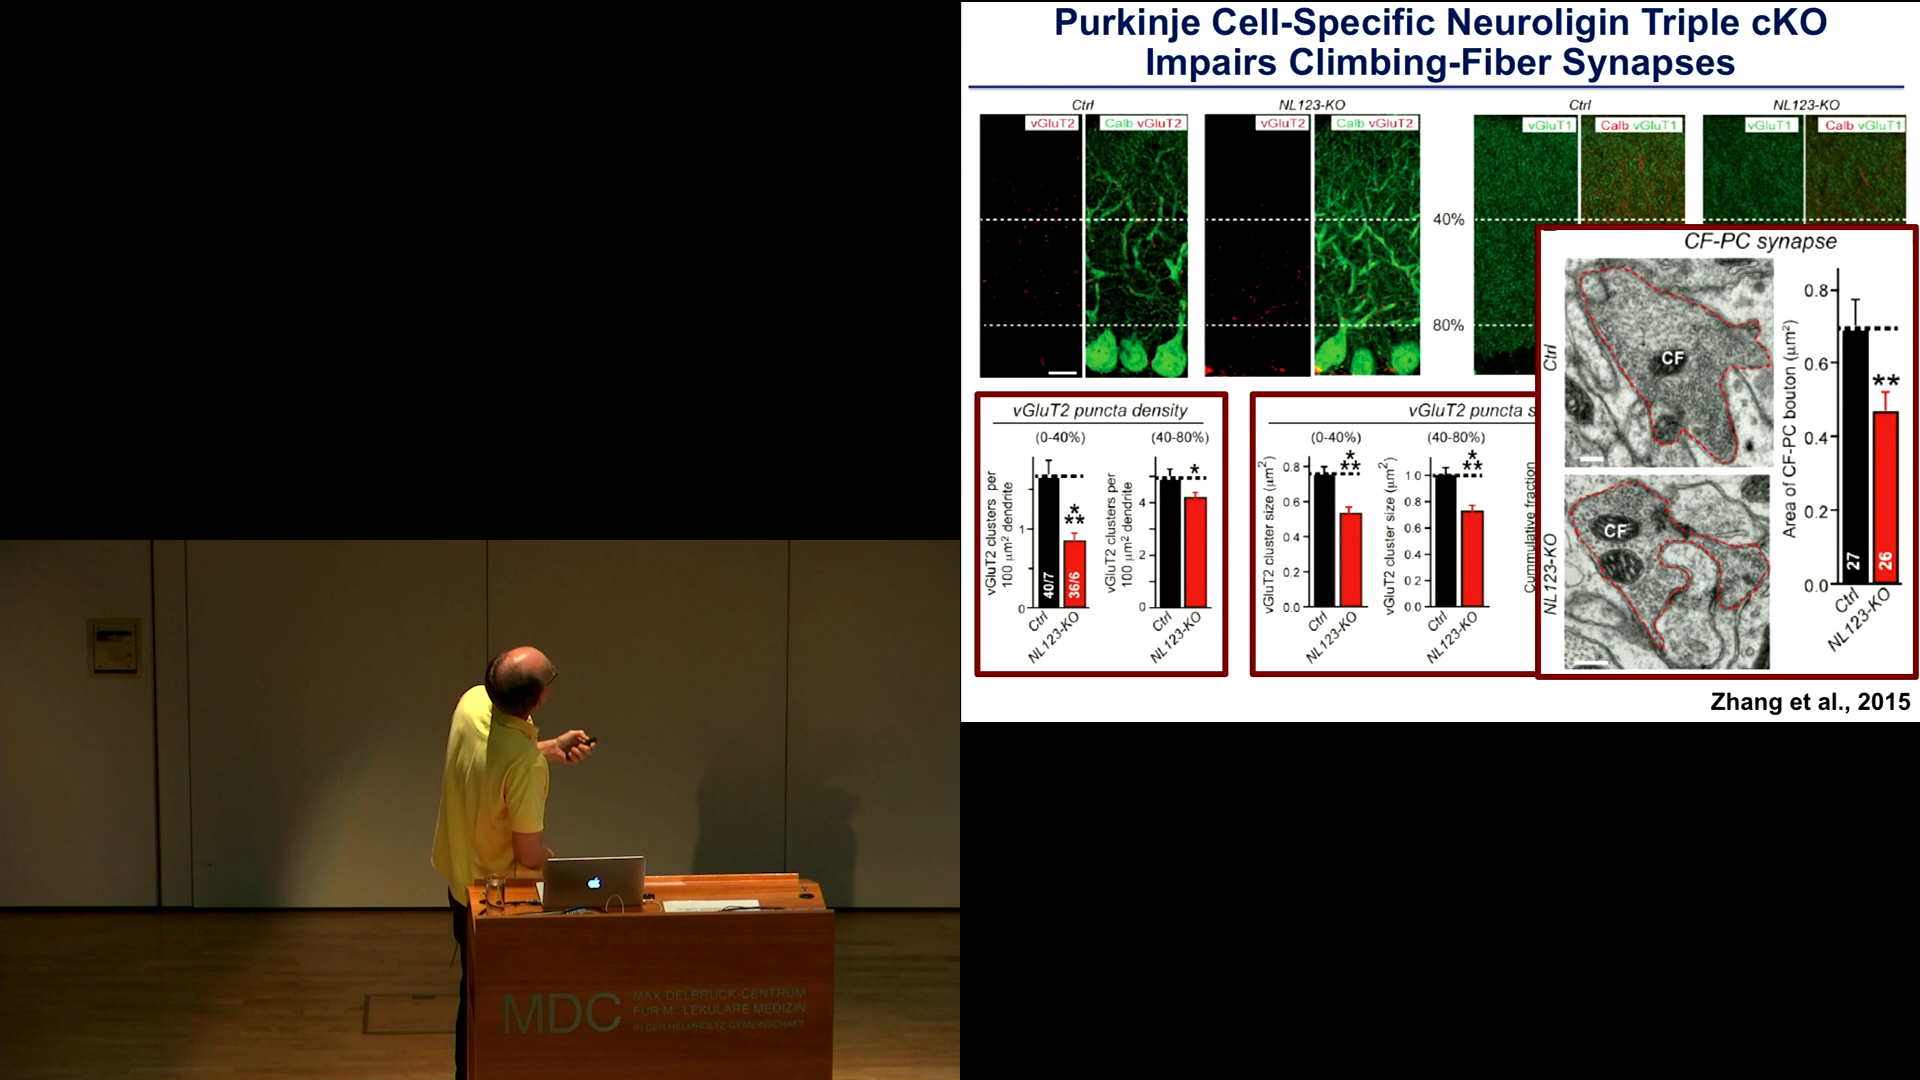 Purkinje Cell-Specific Neuroligin Triple cKO
Impairs Climbing-Fiber Synapses
Ctrl
NL123-KO
Ctrl
NL123-KO
vGluT2
Calb vGluT2
vGluT2
Calb vGluT2
vGluT1
Calb vGluT1
vGluT1
Calb vGluT1
40%
80%
vGluT2 puncta density
(0-40%)
(40-80%)
vGluT2 clusters per
100 μm² dendrite
1
0
***
40/7
36/6
Ctrl
NL123-KO
vGluT2 clusters per
100 μm² dendrite
4
2
0
*
Ctrl
NL123-KO
vGluT2 puncta s
(0-40%)
(40-80%)
vGluT2 cluster size (μm²)
0.8
0.6
0.4
0.2
0.0
***
Ctrl
NL123-KO
vGluT2 cluster size (μm²)
1.0
0.8
0.6
0.4
0.2
0.0
***
Ctrl
NL123-KO
Cummulative fraction
CF-PC synapse
Ctrl
CF
NL123-KO
CF
Area of CF-PC bouton (μm²)
0.8
0.6
0.4
0.2
0.0
**
27
26
Ctrl
NL123-KO
Zhang et al., 2015
MDC
MAX-DELBRÜCK-CENTRUM
FÜR M LEKULARE MEDIZIN
IN DER HELMHOLTZ GEMEINSCHAFT